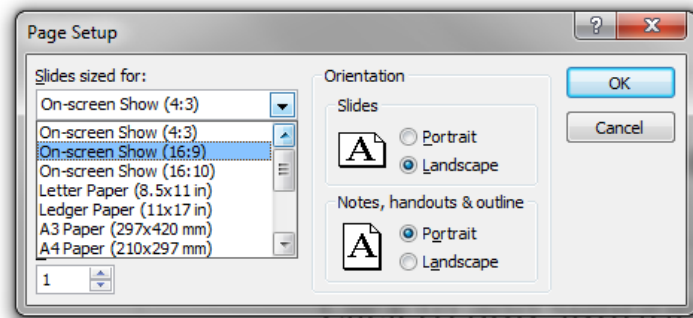 Page Setup
Slides sized for:
On-screen Show (4:3)
On-screen Show (4:3)
On-screen Show (16:9)
On-screen Show (16:10)
Letter Paper (8.5x11 in)
Ledger Paper (11x17 in)
A3 Paper (297x420 mm)
A4 Paper (210x297 mm)
1
Orientation
Slides
A
Portrait
Landscape
Notes, handouts & outline
A
Portrait
Landscape
OK
Cancel